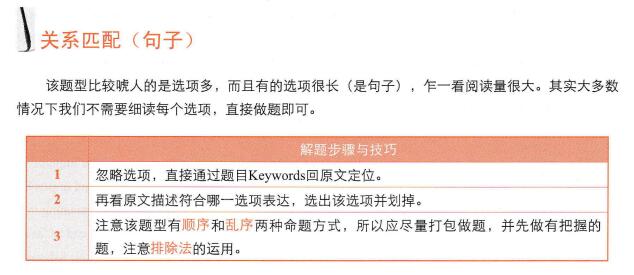 关系匹配（句子）
该题型比较唬人的是选项多，而且有的选项很长（是句子），乍一看阅读量很大。其实大多数
情况下我们不需要细读每个选项，直接做题即可。
解题步骤与技巧
1 忽略选项，直接通过题目Keywords回原文定位。
2 再看原文描述符合哪一选项表达，选出该选项并划掉。
注意该题型有顺序和乱序两种命题方式，所以应尽量打包做题，并先做有把握的
3
题，注意排除法的运用。